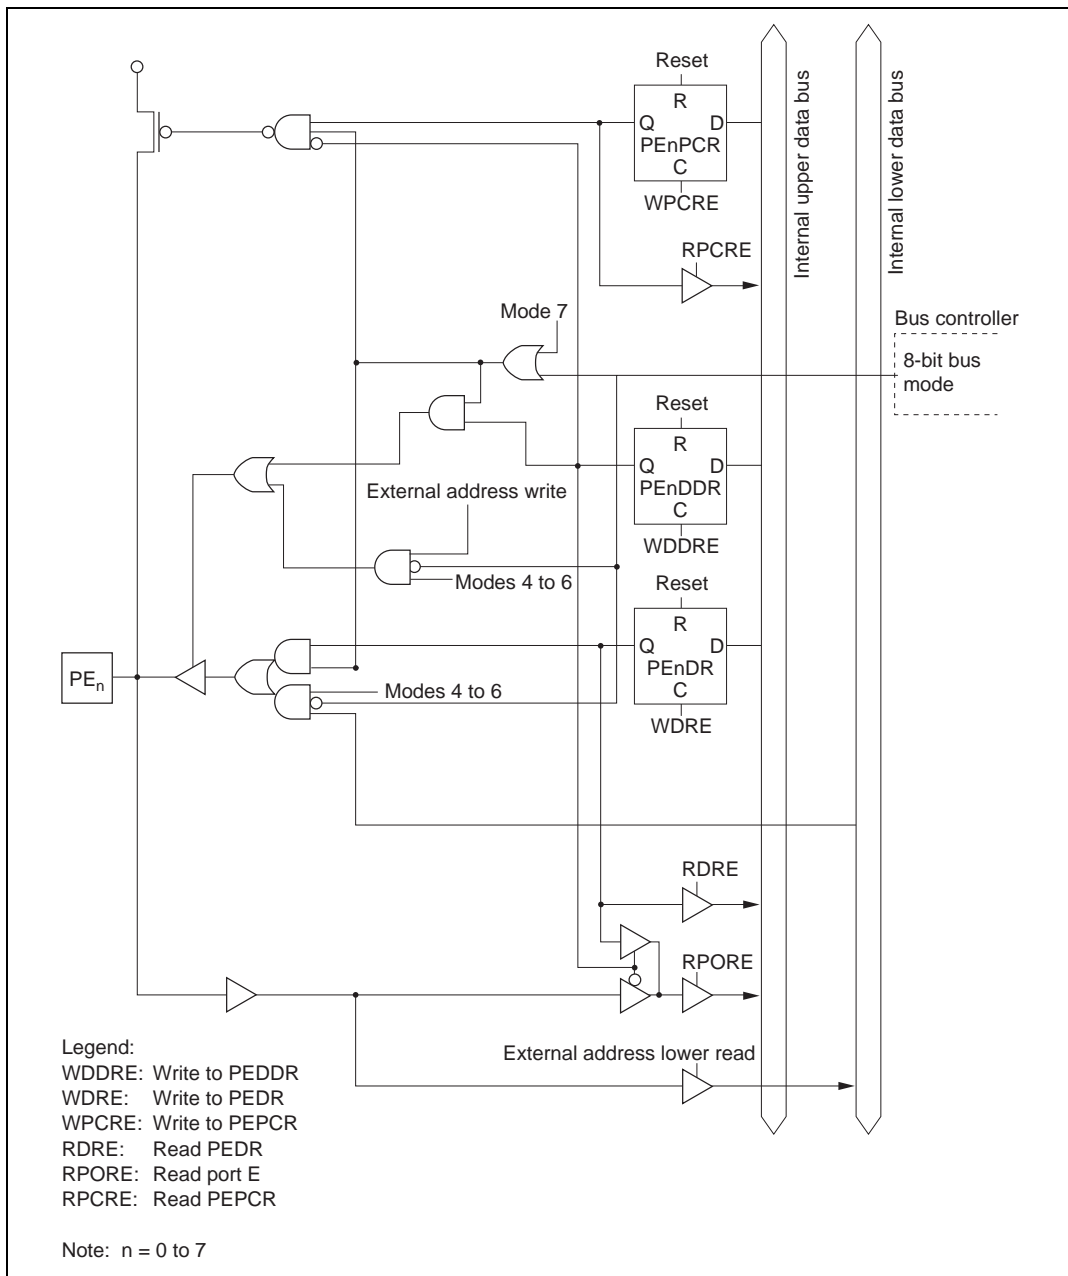 Reset
R
Q D
PEnPCR
C
WPCRE
Internal upper data bus
Internal lower data bus
RPCRE
Mode 7
Bus controller
8-bit bus
mode
Reset
R
Q D
PEnDDR
C
WDDRE
External address write
Modes 4 to 6
Reset
R
Q D
PEnDR
C
WDRE
PEn
Modes 4 to 6
RDRE
RPORE
External address lower read
Legend:
WDDRE: Write to PEDDR
WDRE: Write to PEDR
WPCRE: Write to PEPCR
RDRE: Read PEDR
RPORE: Read port E
RPCRE: Read PEPCR
Note: n = 0 to 7